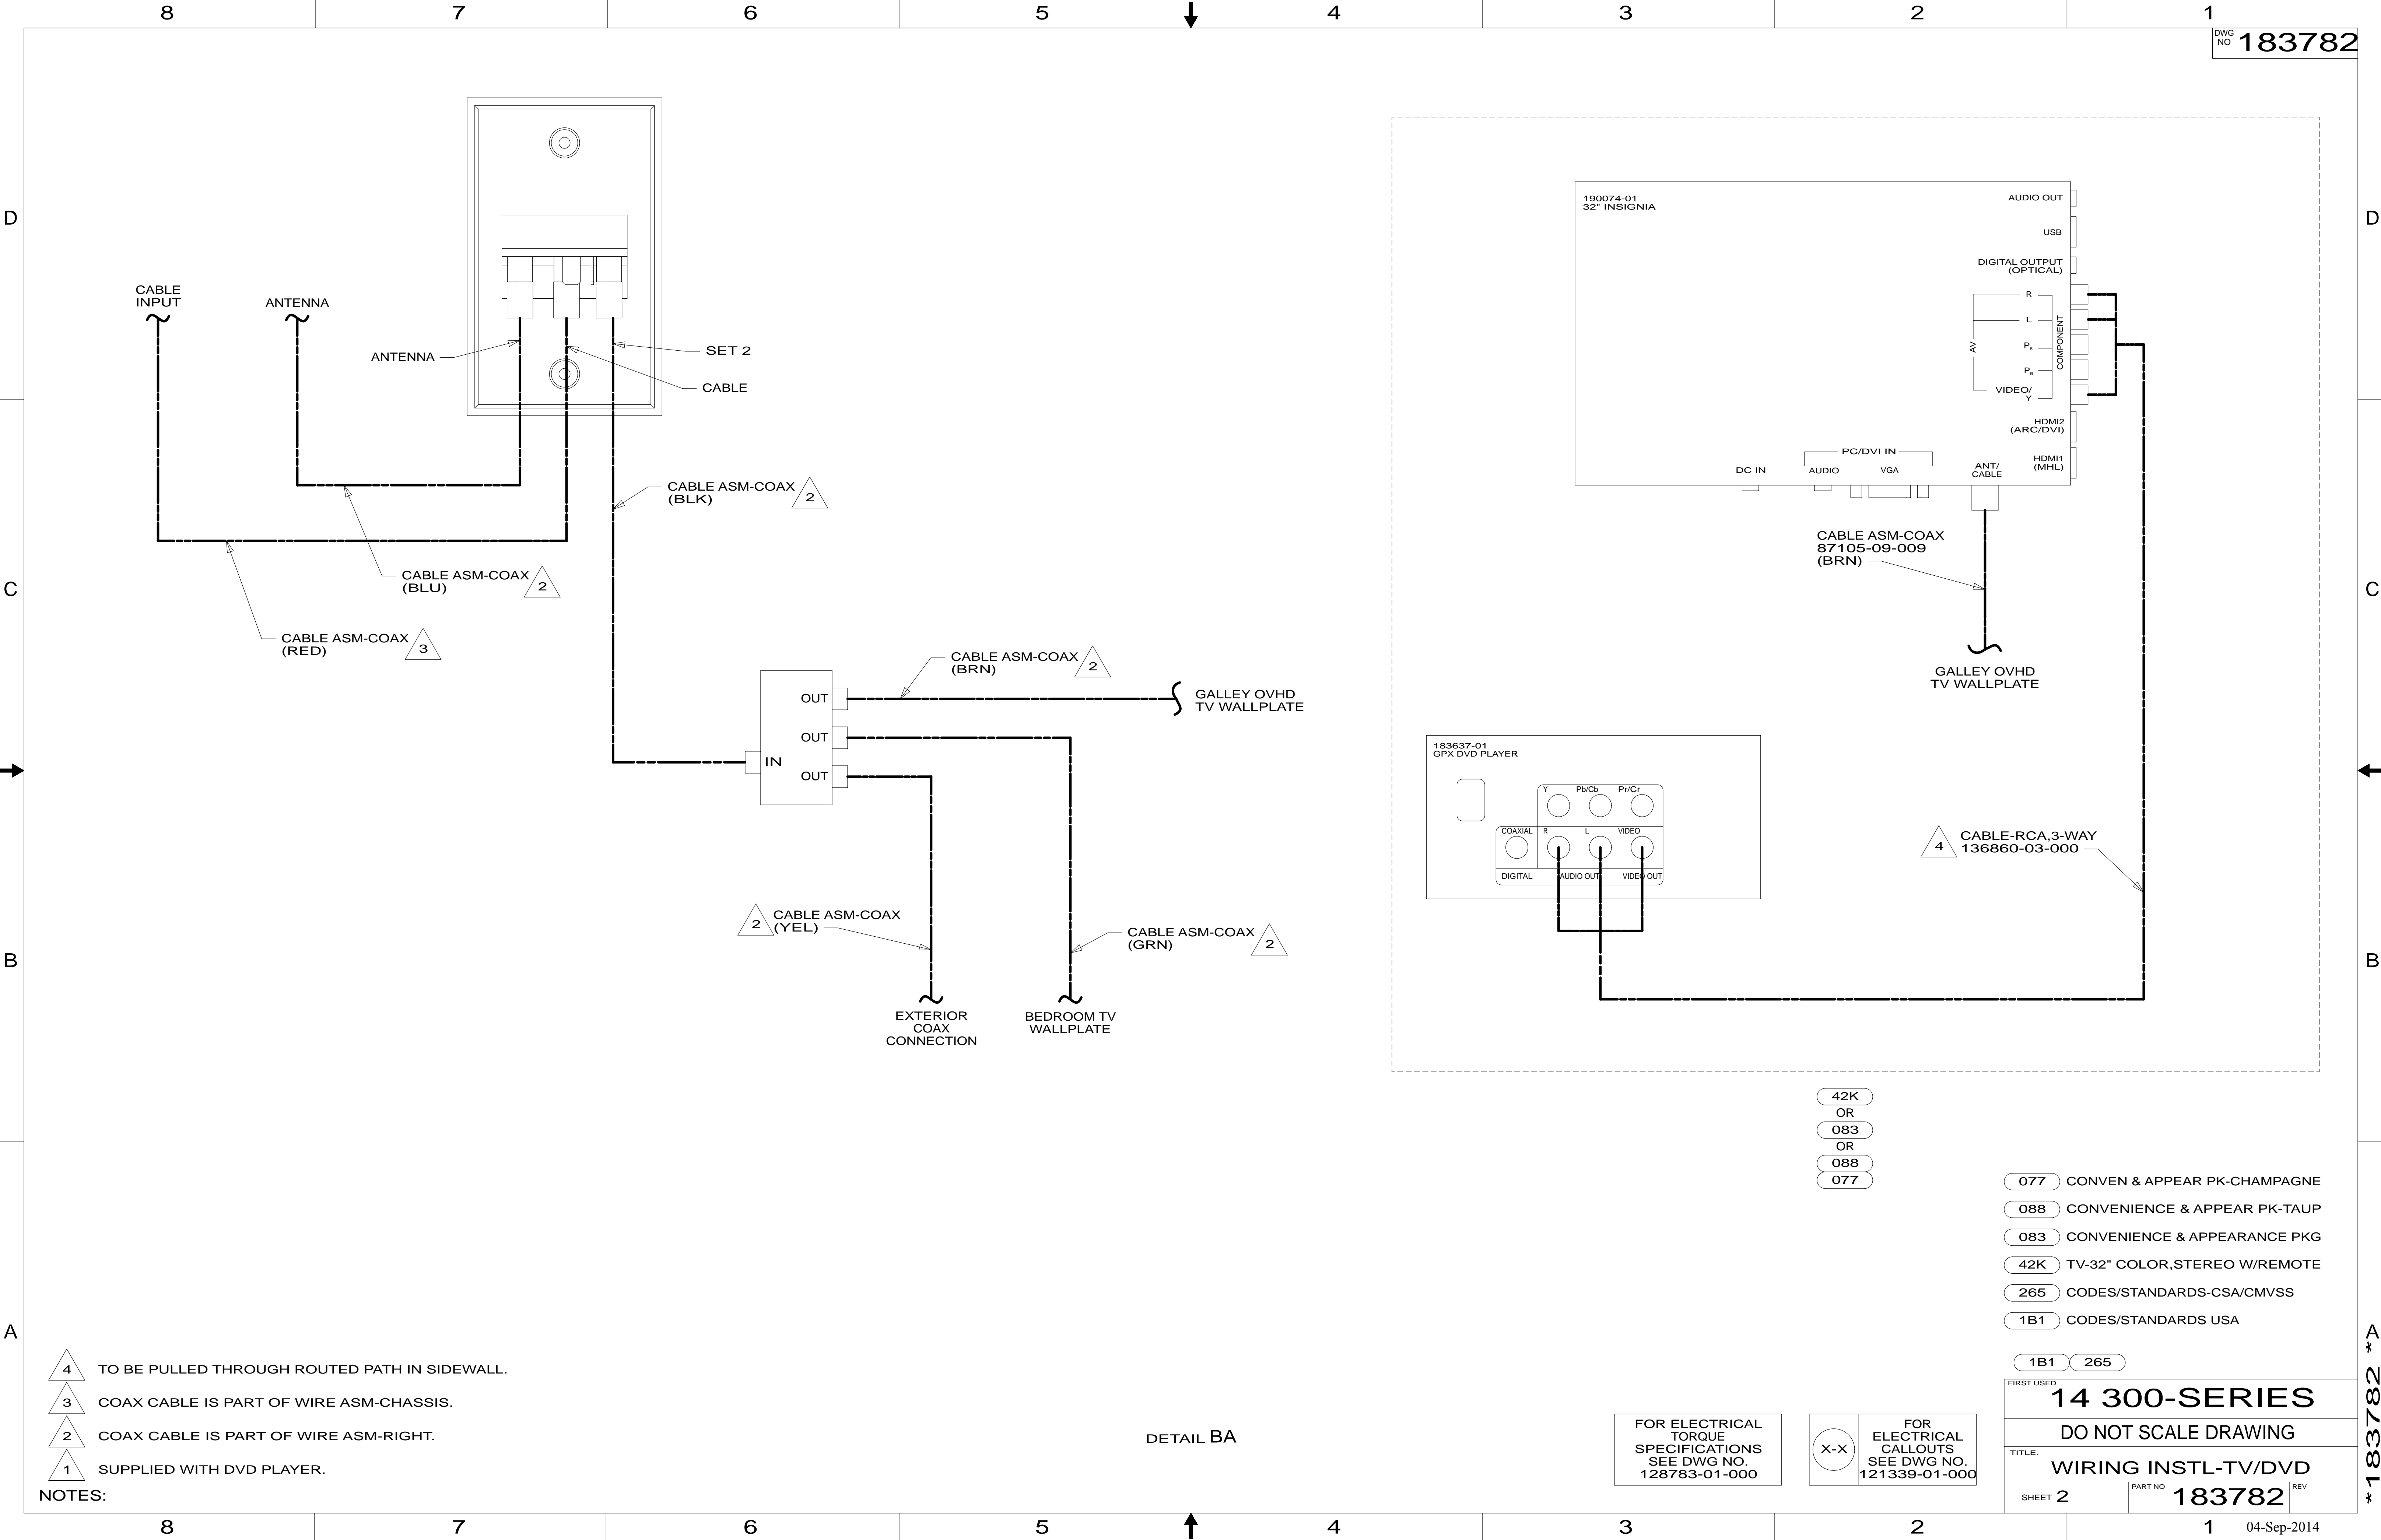 8 7 6 5 4 3 2 1
DWG
NO 183782
D
D
C
C
B
B
A
A
CABLE
INPUT
ANTENNA
ANTENNA
SET 2
CABLE
CABLE ASM-COAX
(BLK) 2
CABLE ASM-COAX
(BLU) 2
CABLE ASM-COAX
(RED) 3
CABLE ASM-COAX
(BRN) 2
OUT
OUT
OUT
IN
GALLEY OVHD
TV WALLPLATE
2 CABLE ASM-COAX
(YEL)
CABLE ASM-COAX
(GRN) 2
EXTERIOR
COAX
CONNECTION
BEDROOM TV
WALLPLATE
190074-01
32" INSIGNIA
AUDIO OUT
USB
DIGITAL OUTPUT
(OPTICAL)
R
L
PR
PB
VIDEO/
Y
AV
COMPONENT
HDMI2
(ARC/DVI)
HDMI1
(MHL)
PC/DVI IN
DC IN
AUDIO
VGA
ANT/
CABLE
CABLE ASM-COAX
87105-09-009
(BRN)
GALLEY OVHD
TV WALLPLATE
183637-01
GPX DVD PLAYER
Y Pb/Cb Pr/Cr
COAXIAL R L VIDEO
DIGITAL AUDIO OUT VIDEO OUT
4 CABLE-RCA,3-WAY
136860-03-000
42K
OR
083
OR
088
077
077 CONVEN & APPEAR PK-CHAMPAGNE
088 CONVENIENCE & APPEAR PK-TAUP
083 CONVENIENCE & APPEARANCE PKG
42K TV-32" COLOR,STEREO W/REMOTE
265 CODES/STANDARDS-CSA/CMVSS
1B1 CODES/STANDARDS USA
1B1 265
4 TO BE PULLED THROUGH ROUTED PATH IN SIDEWALL.
3 COAX CABLE IS PART OF WIRE ASM-CHASSIS.
2 COAX CABLE IS PART OF WIRE ASM-RIGHT.
1 SUPPLIED WITH DVD PLAYER.
NOTES:
DETAIL BA
FOR ELECTRICAL
TORQUE
SPECIFICATIONS
SEE DWG NO.
128783-01-000
X-X
FOR
ELECTRICAL
CALLOUTS
SEE DWG NO.
121339-01-000
FIRST USED
14 300-SERIES
DO NOT SCALE DRAWING
TITLE:
WIRING INSTL-TV/DVD
SHEET 2
PART NO 183782
REV
*183782*
8 7 6 5 4 3 2 1
04-Sep-2014